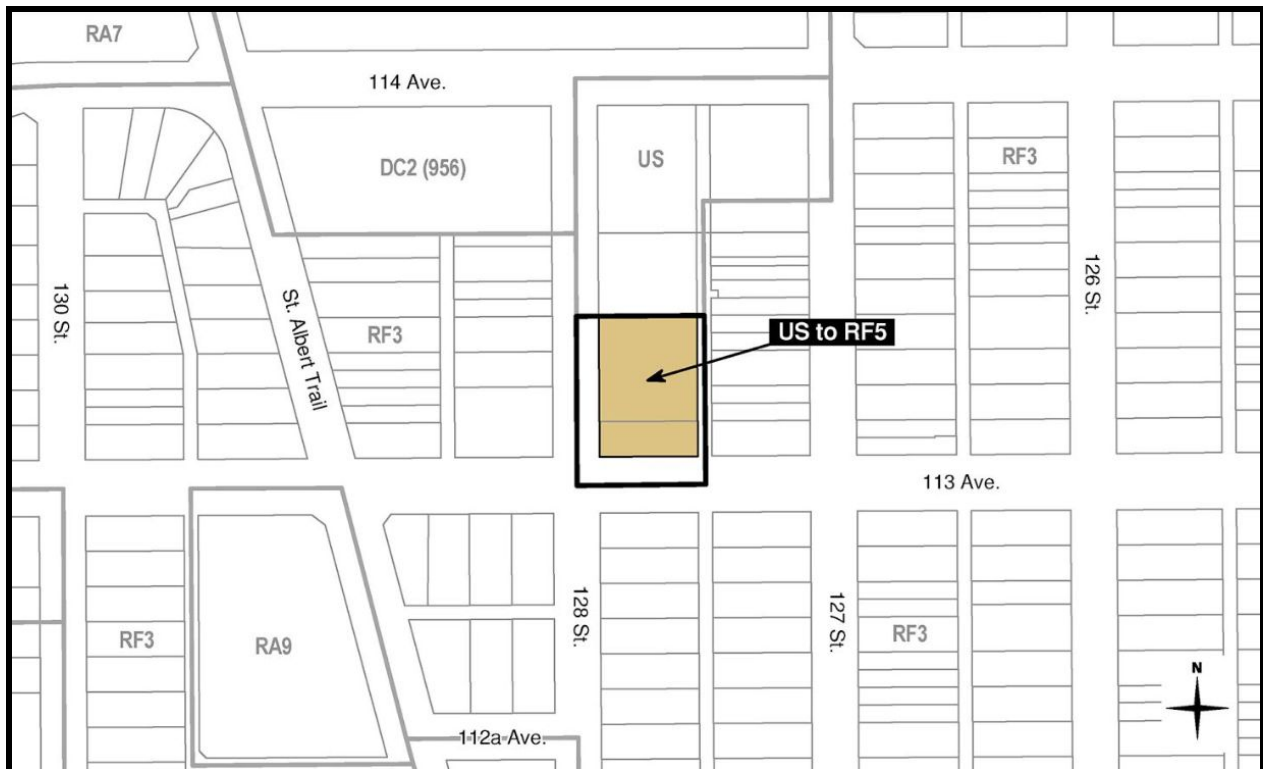 RA7
114 Ave.
DC2 (956)
US
RF3
130 St.
St. Albert Trail
RF3
US to RF5
126 St.
113 Ave.
RF3
RA9
128 St.
127 St.
RF3
N
112a Ave.